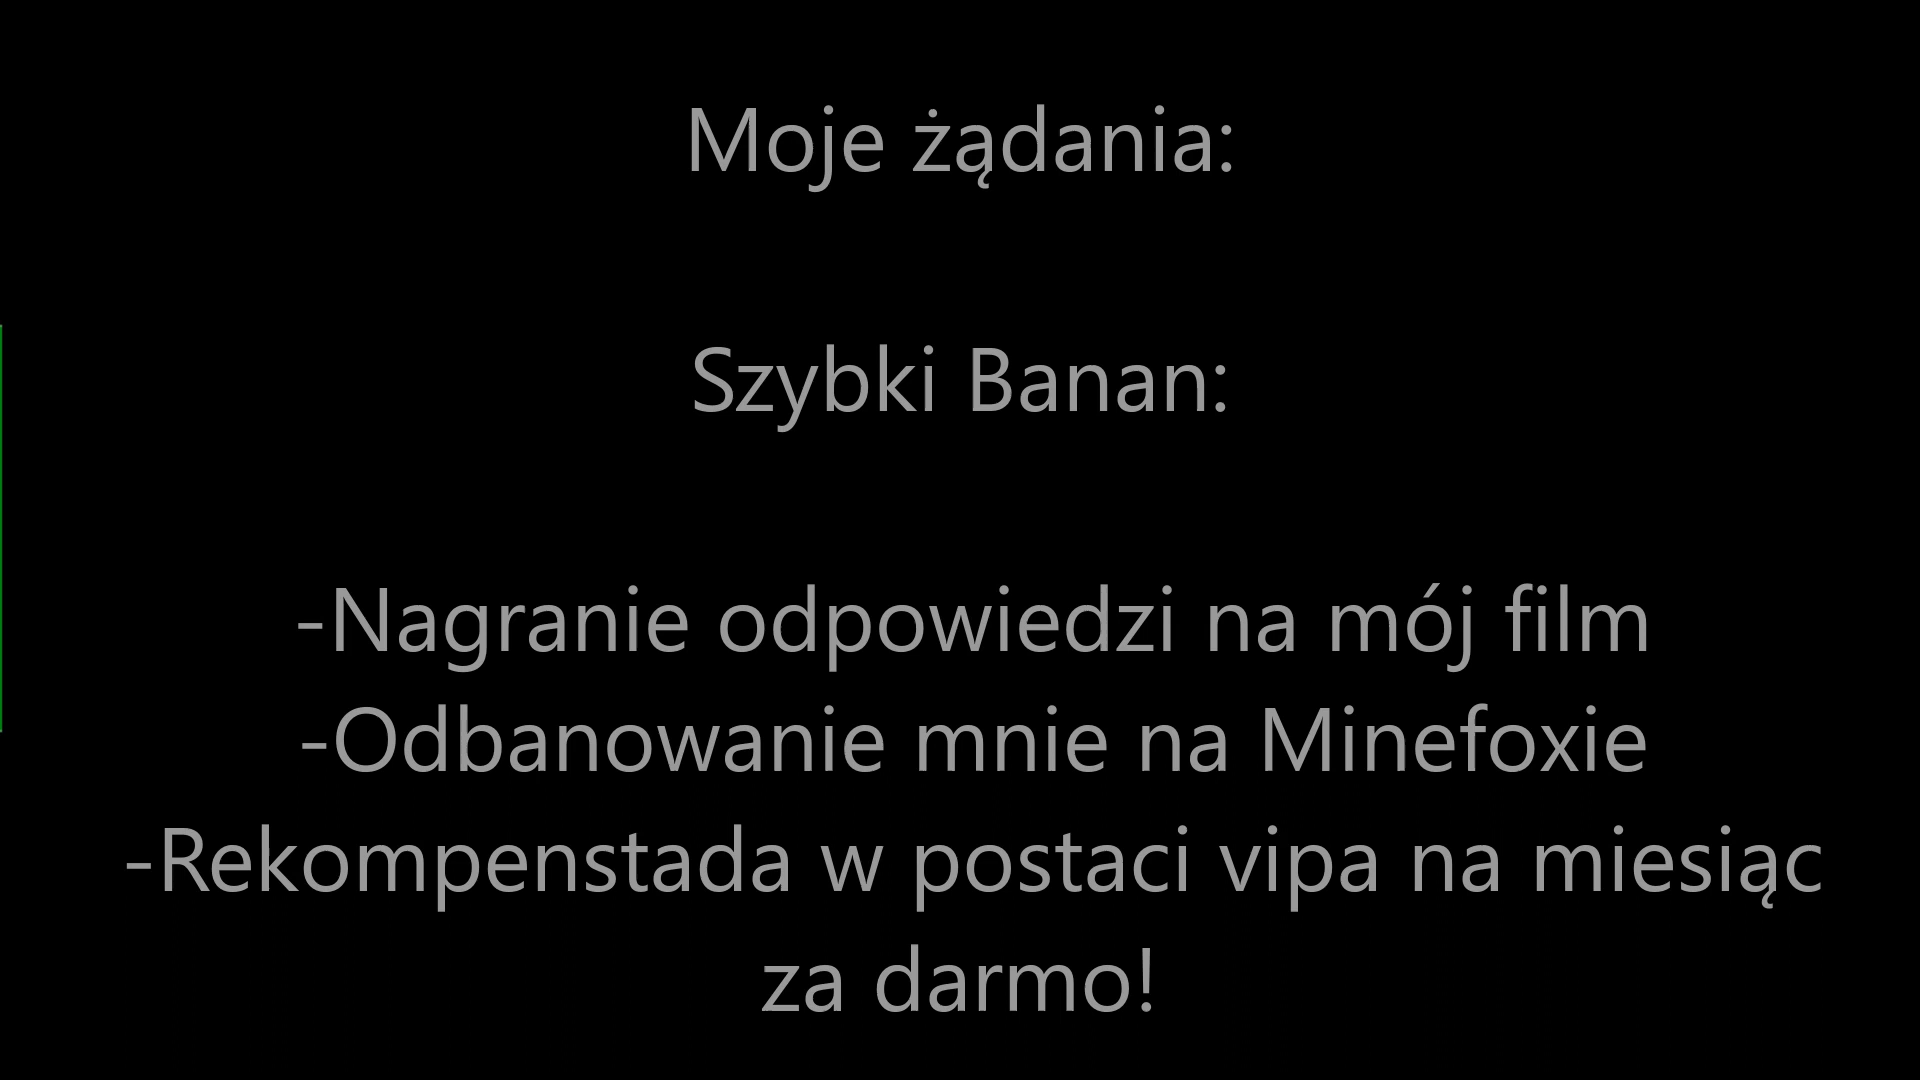 Moje żądania:
Szybki Banan:
-Nagranie odpowiedzi na mój film
-Odbanowanie mnie na Minefoxie
-Rekompenstada w postaci vipa na miesiąc
za darmo!